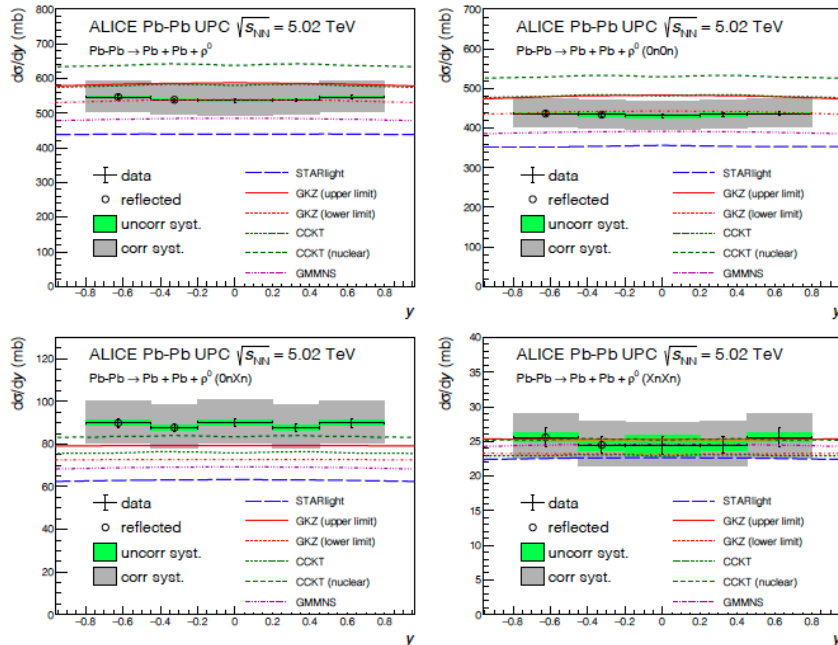 ALICE Pb-Pb UPC √sNN = 5.02 TeV
Pb-Pb → Pb + Pb + ρ⁰
dσ/dy (mb)
800
700
600
500
400
300
200
100
0
data
reflected
uncorr syst.
corr syst.
STARlight
GKZ (upper limit)
GKZ (lower limit)
CCKT
CCKT (nuclear)
GMMNS
−0.8 −0.6 −0.4 −0.2 0 0.2 0.4 0.6 0.8
y
ALICE Pb-Pb UPC √sNN = 5.02 TeV
Pb-Pb → Pb + Pb + ρ⁰ (0n0n)
dσ/dy (mb)
700
600
500
400
300
200
100
0
data
reflected
uncorr syst.
corr syst.
STARlight
GKZ (upper limit)
GKZ (lower limit)
CCKT
CCKT (nuclear)
GMMNS
−0.8 −0.6 −0.4 −0.2 0 0.2 0.4 0.6 0.8
y
ALICE Pb-Pb UPC √sNN = 5.02 TeV
Pb-Pb → Pb + Pb + ρ⁰ (0nXn)
dσ/dy (mb)
120
100
80
60
40
20
0
data
reflected
uncorr syst.
corr syst.
STARlight
GKZ (upper limit)
GKZ (lower limit)
CCKT
CCKT (nuclear)
GMMNS
−0.8 −0.6 −0.4 −0.2 0 0.2 0.4 0.6 0.8
y
ALICE Pb-Pb UPC √sNN = 5.02 TeV
Pb-Pb → Pb + Pb + ρ⁰ (XnXn)
dσ/dy (mb)
40
35
30
25
20
15
10
5
0
data
reflected
uncorr syst.
corr syst.
STARlight
GKZ (upper limit)
GKZ (lower limit)
CCKT
CCKT (nuclear)
GMMNS
−0.8 −0.6 −0.4 −0.2 0 0.2 0.4 0.6 0.8
y